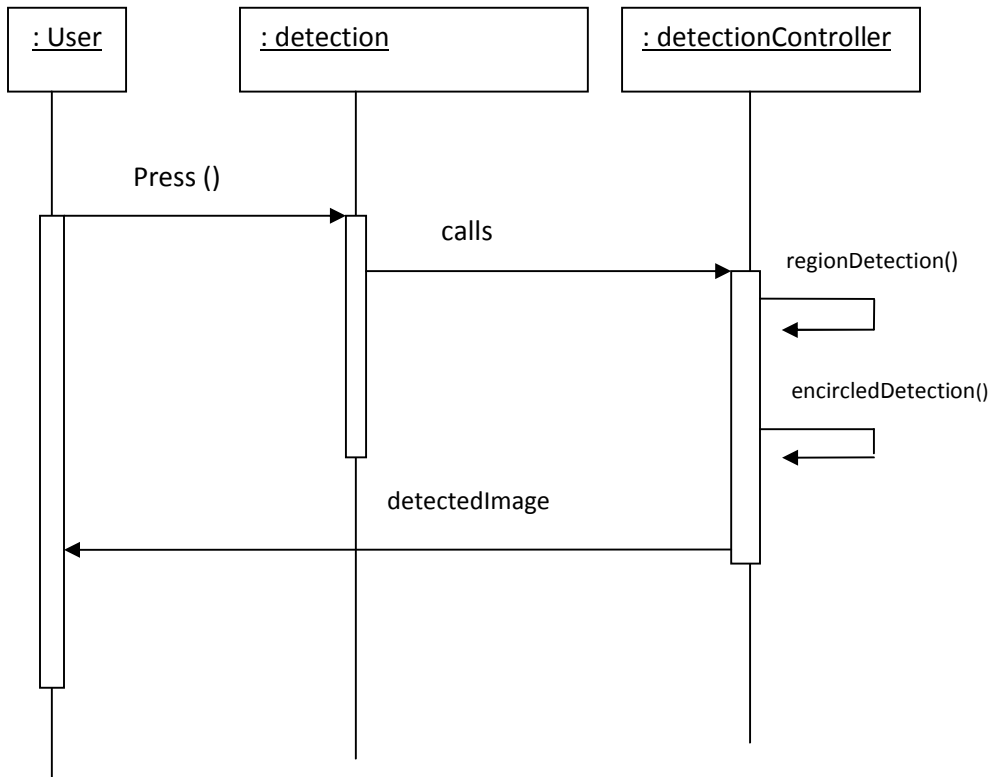 : User
: detection
: detectionController
Press ()
calls
regionDetection()
encircledDetection()
detectedImage